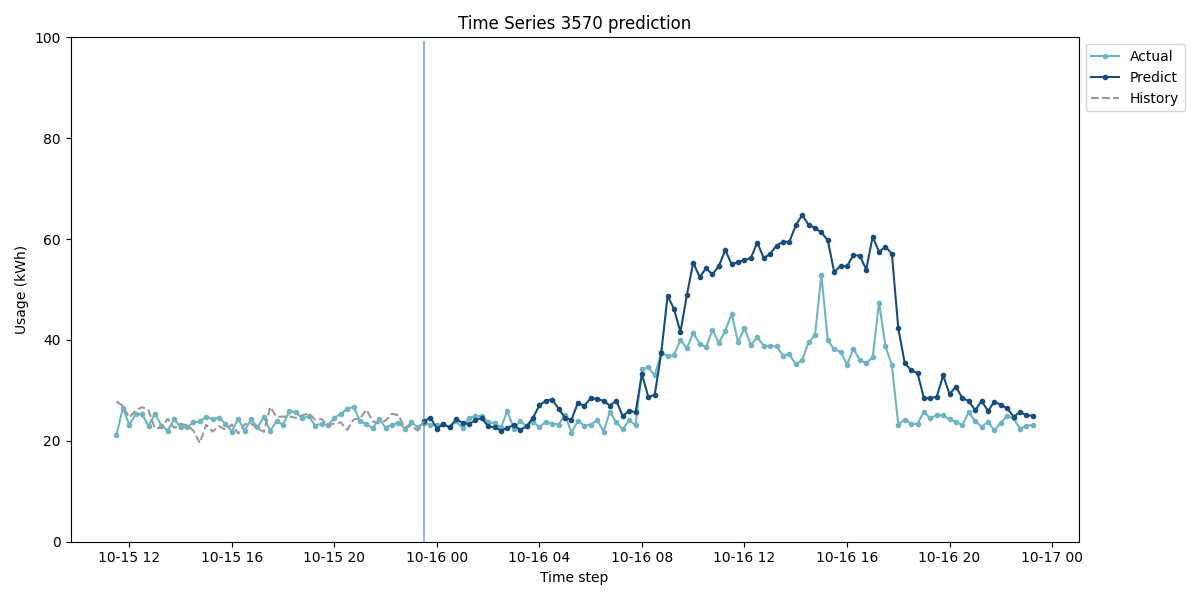 Time Series 3570 prediction
100
80
60
40
20
0
Usage (kWh)
10-15 12
10-15 16
10-15 20
10-16 00
10-16 04
10-16 08
10-16 12
10-16 16
10-16 20
10-17 00
Time step
Actual
Predict
History